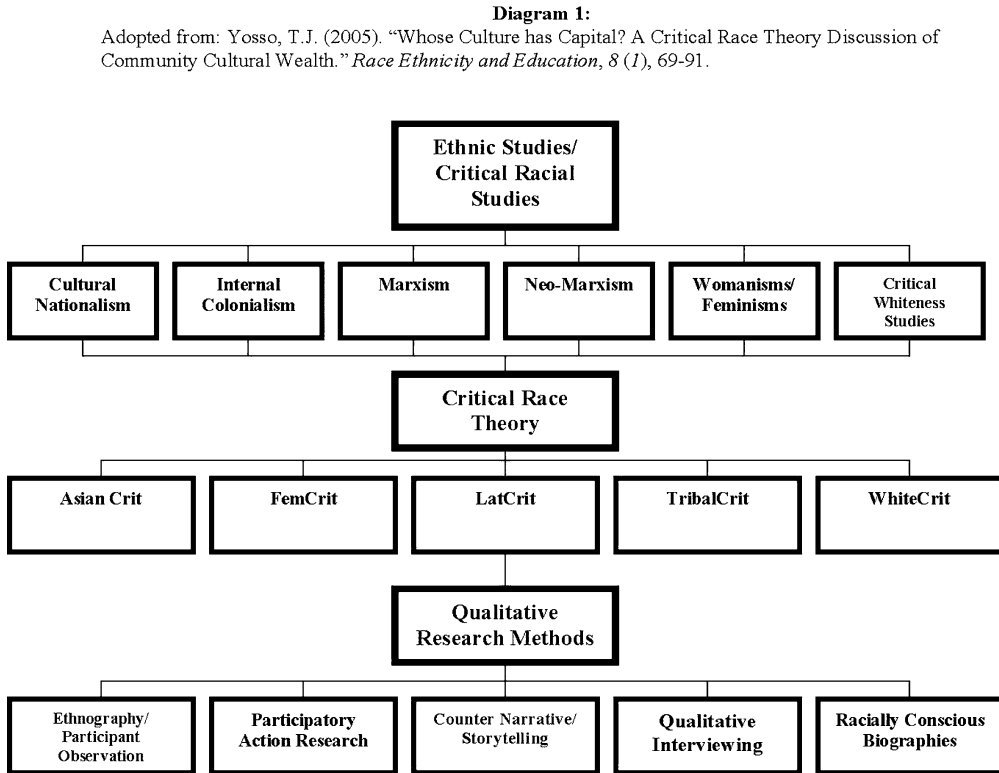 Diagram 1:
Adopted from: Yosso, T.J. (2005). “Whose Culture has Capital? A Critical Race Theory Discussion of
Community Cultural Wealth.” Race Ethnicity and Education, 8 (1), 69-91.
Ethnic Studies/
Critical Racial
Studies
Cultural
Nationalism
Internal
Colonialism
Marxism
Neo-Marxism
Womanisms/
Feminisms
Critical
Whiteness
Studies
Critical Race
Theory
Asian Crit
FemCrit
LatCrit
TribalCrit
WhiteCrit
Qualitative
Research Methods
Ethnography/
Participant
Observation
Participatory
Action Research
Counter Narrative/
Storytelling
Qualitative
Interviewing
Racially Conscious
Biographies